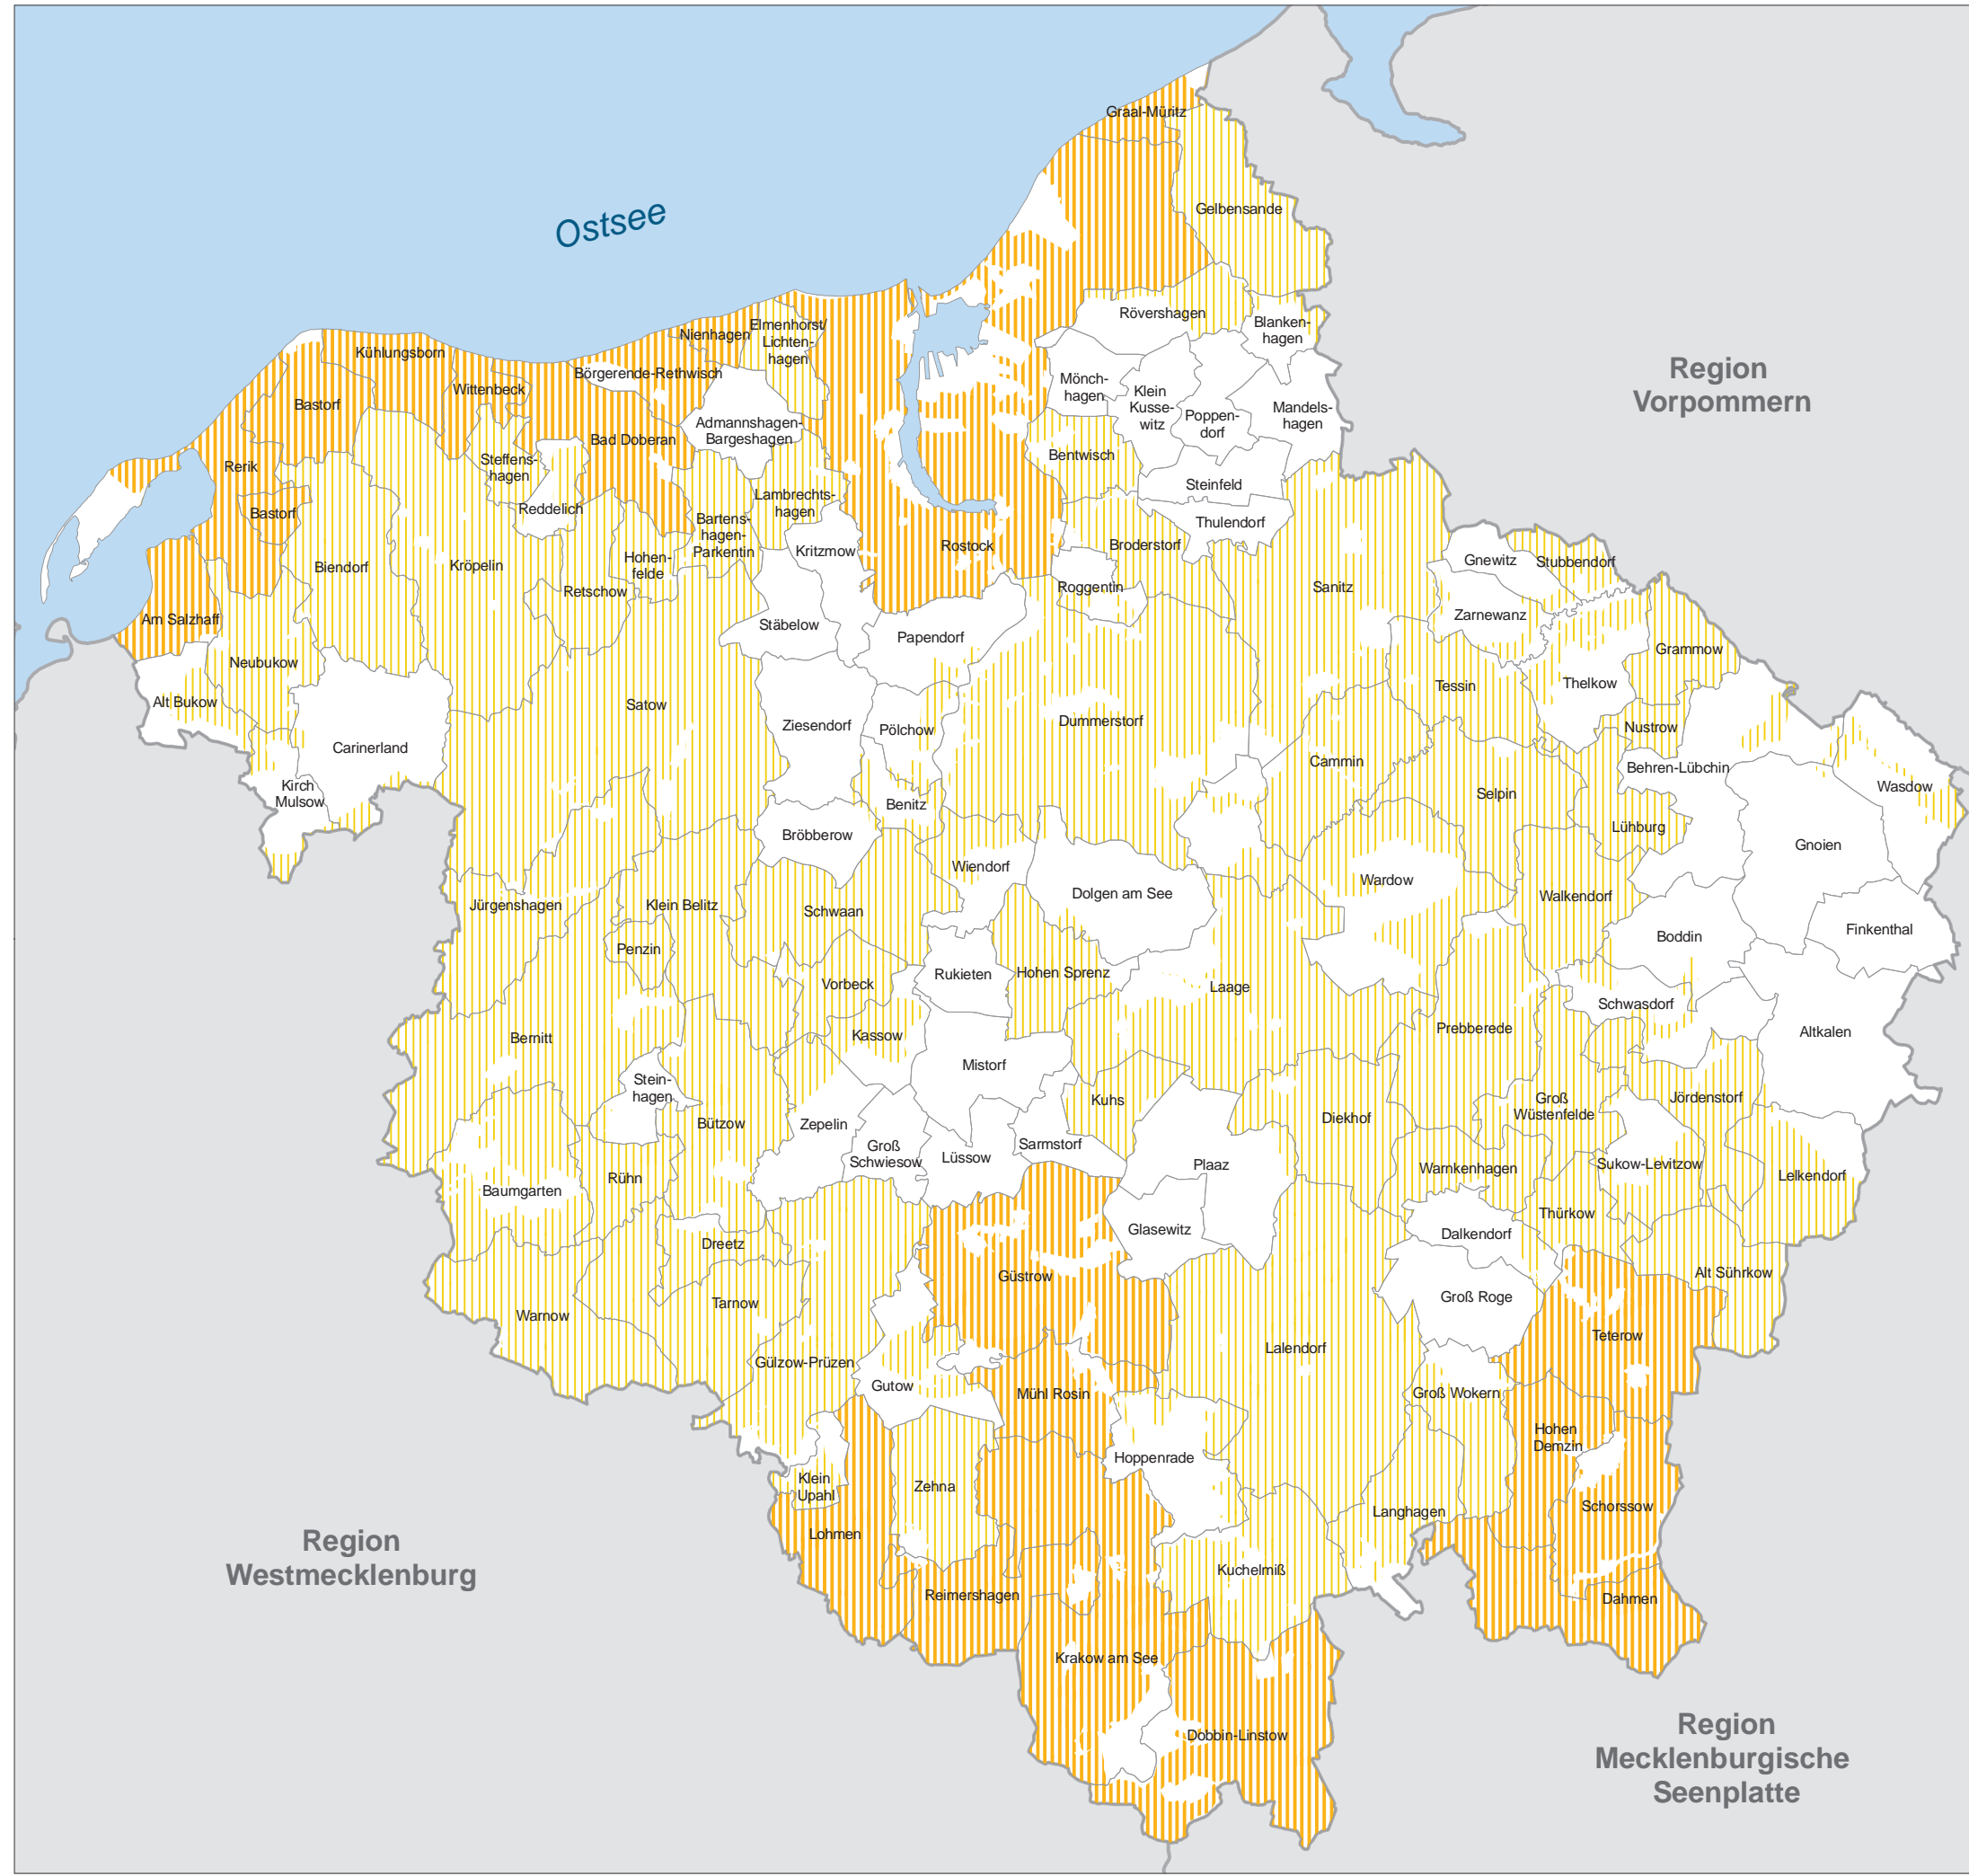 Graal-Müritz
Gelbensande
Ostsee
Rövershagen
Blanken-
hagen
Elmenhorst/
Lichten-
hagen
Nienhagen
Kühlungsborn
Börgerende-Rethwisch
Wittenbeck
Bastorf
Region
Vorpommern
Mönch-
hagen
Klein
Kusse-
witz
Poppen-
dorf
Mandels-
hagen
Admannshagen-
Bargeshagen
Bad Doberan
Bentwisch
Rerik
Steffens-
hagen
Steinfeld
Lambrechts-
hagen
Reddelich
Bastorf
Bartens-
hagen-
Parkentin
Thulendorf
Kritzmow
Rostock
Broderstorf
Biendorf
Kröpelin
Hohen-
felde
Gnewitz
Stubbendorf
Retschow
Roggentin
Sanitz
Am Salzhaff
Stäbelow
Zarnewanz
Papendorf
Grammow
Neubukow
Thelkow
Tessin
Alt Bukow
Satow
Ziesendorf
Pölchow
Dummerstorf
Nustrow
Carinerland
Cammin
Behren-Lübchin
Kirch
Mulsow
Wasdow
Selpin
Benitz
Lühburg
Bröbberow
Gnoien
Wiendorf
Wardow
Dolgen am See
Walkendorf
Jürgenshagen
Klein Belitz
Schwaan
Finkenthal
Boddin
Penzin
Rukieten
Hohen Sprenz
Vorbeck
Laage
Schwasdorf
Prebberede
Altkalen
Kassow
Bernitt
Mistorf
Stein-
hagen
Kuhs
Groß
Wüstenfelde
Jördenstorf
Diekhof
Bützow
Zepelin
Groß
Schwiesow
Sarmstorf
Lüssow
Plaaz
Warnkenhagen
Sukow-Levitzow
Lelkendorf
Rühn
Baumgarten
Thürkow
Glasewitz
Dalkendorf
Dreetz
Güstrow
Alt Sührkow
Groß Roge
Tarnow
Warnow
Teterow
Lalendorf
Gülzow-Prüzen
Gutow
Mühl Rosin
Groß Wokern
Hohen
Demzin
Hoppenrade
Klein
Upahl
Zehna
Langhagen
Schorssow
Lohmen
Region
Westmecklenburg
Kuchelmiß
Reimershagen
Dahmen
Krakow am See
Dobbin-Linstow
Region
Mecklenburgische
Seenplatte